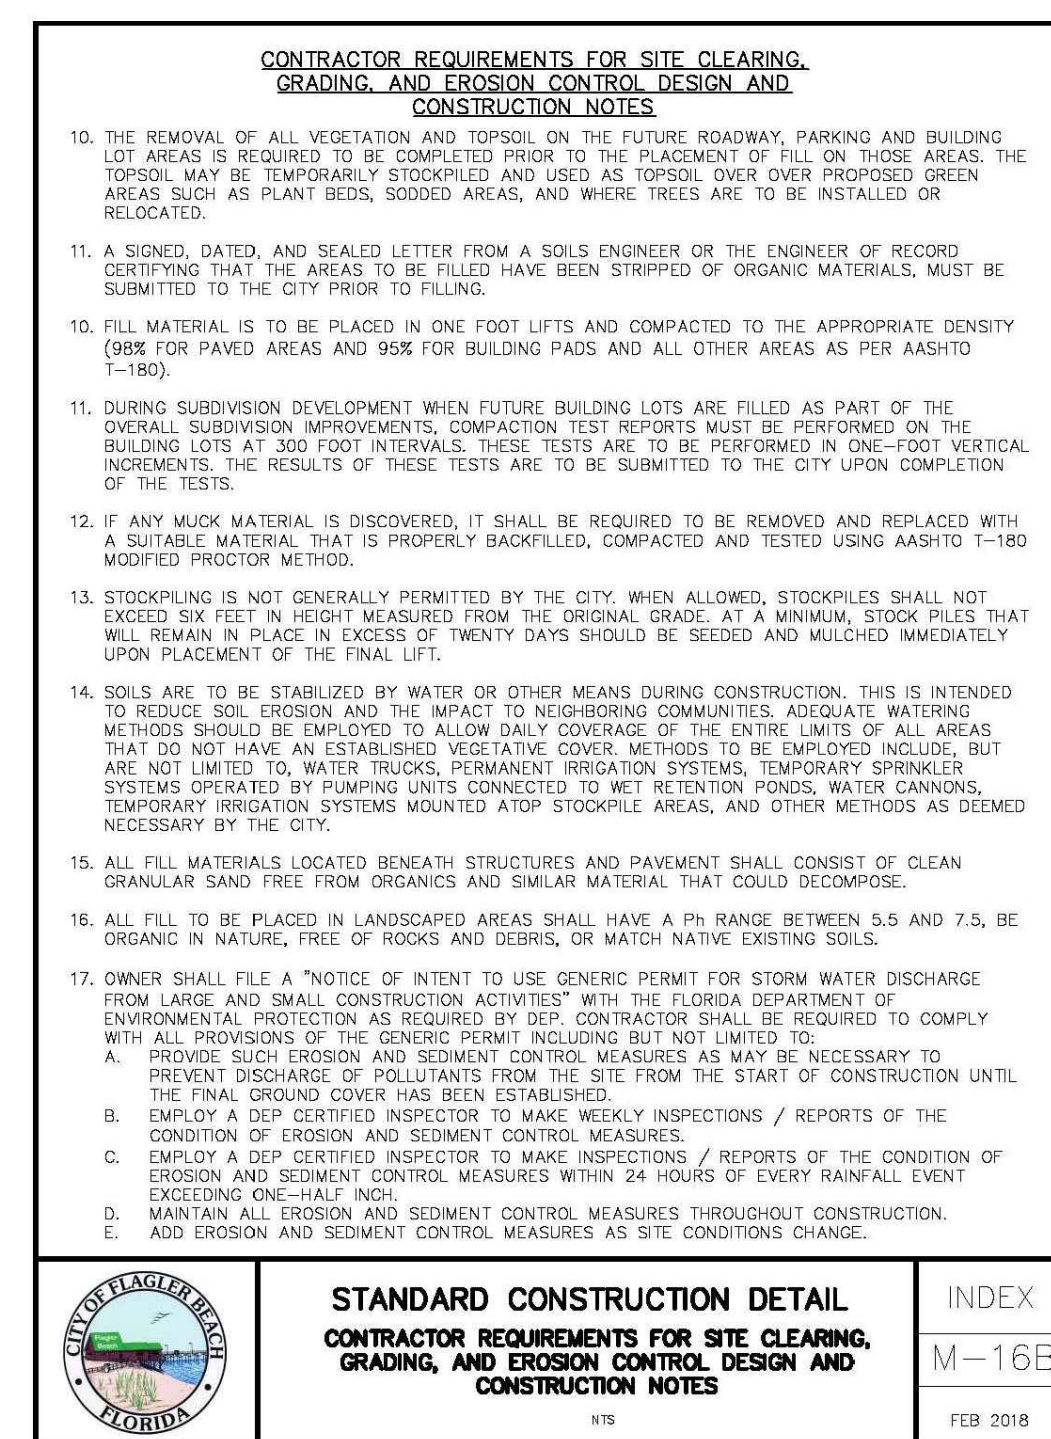 CONTRACTOR REQUIREMENTS FOR SITE CLEARING,
GRADING, AND EROSION CONTROL DESIGN AND
CONSTRUCTION NOTES
10. THE REMOVAL OF ALL VEGETATION AND TOPSOIL ON THE FUTURE ROADWAY, PARKING AND BUILDING
LOT AREAS IS REQUIRED TO BE COMPLETED PRIOR TO THE PLACEMENT OF FILL ON THOSE AREAS. THE
TOPSOIL MAY BE TEMPORARILY STOCKPILED AND USED AS TOPSOIL OVER OVER PROPOSED GREEN
AREAS SUCH AS PLANT BEDS, SODDED AREAS, AND WHERE TREES ARE TO BE INSTALLED OR
RELOCATED.
11. A SIGNED, DATED, AND SEALED LETTER FROM A SOILS ENGINEER OR THE ENGINEER OF RECORD
CERTIFYING THAT THE AREAS TO BE FILLED HAVE BEEN STRIPPED OF ORGANIC MATERIALS, MUST BE
SUBMITTED TO THE CITY PRIOR TO FILLING.
10. FILL MATERIAL IS TO BE PLACED IN ONE FOOT LIFTS AND COMPACTED TO THE APPROPRIATE DENSITY
(98% FOR PAVED AREAS AND 95% FOR BUILDING PADS AND ALL OTHER AREAS AS PER AASHTO
T-180).
11. DURING SUBDIVISION DEVELOPMENT WHEN FUTURE BUILDING LOTS ARE FILLED AS PART OF THE
OVERALL SUBDIVISION IMPROVEMENTS, COMPACTION TEST REPORTS MUST BE PERFORMED ON THE
BUILDING LOTS AT 300 FOOT INTERVALS. THESE TESTS ARE TO BE PERFORMED IN ONE-FOOT VERTICAL
INCREMENTS. THE RESULTS OF THESE TESTS ARE TO BE SUBMITTED TO THE CITY UPON COMPLETION
OF THE TESTS.
12. IF ANY MUCK MATERIAL IS DISCOVERED, IT SHALL BE REQUIRED TO BE REMOVED AND REPLACED WITH
A SUITABLE MATERIAL THAT IS PROPERLY BACKFILLED, COMPACTED AND TESTED USING AASHTO T-180
MODIFIED PROCTOR METHOD.
13. STOCKPILING IS NOT GENERALLY PERMITTED BY THE CITY. WHEN ALLOWED, STOCKPILES SHALL NOT
EXCEED SIX FEET IN HEIGHT MEASURED FROM THE ORIGINAL GRADE. AT A MINIMUM, STOCK PILES THAT
WILL REMAIN IN PLACE IN EXCESS OF TWENTY DAYS SHOULD BE SEEDED AND MULCHED IMMEDIATELY
UPON PLACEMENT OF THE FINAL LIFT.
14. SOILS ARE TO BE STABILIZED BY WATER OR OTHER MEANS DURING CONSTRUCTION. THIS IS INTENDED
TO REDUCE SOIL EROSION AND THE IMPACT TO NEIGHBORING COMMUNITIES. ADEQUATE WATERING
METHODS SHOULD BE EMPLOYED TO ALLOW DAILY COVERAGE OF THE ENTIRE LIMITS OF ALL AREAS
THAT DO NOT HAVE AN ESTABLISHED VEGETATIVE COVER. METHODS TO BE EMPLOYED INCLUDE, BUT
ARE NOT LIMITED TO, WATER TRUCKS, PERMANENT IRRIGATION SYSTEMS, TEMPORARY SPRINKLER
SYSTEMS OPERATED BY PUMPING UNITS CONNECTED TO WET RETENTION PONDS, WATER CANNONS,
TEMPORARY IRRIGATION SYSTEMS MOUNTED ATOP STOCKPILE AREAS, AND OTHER METHODS AS DEEMED
NECESSARY BY THE CITY.
15. ALL FILL MATERIALS LOCATED BENEATH STRUCTURES AND PAVEMENT SHALL CONSIST OF CLEAN
GRANULAR SAND FREE FROM ORGANICS AND SIMILAR MATERIAL THAT COULD DECOMPOSE.
16. ALL FILL TO BE PLACED IN LANDSCAPED AREAS SHALL HAVE A Ph RANGE BETWEEN 5.5 AND 7.5, BE
ORGANIC IN NATURE, FREE OF ROCKS AND DEBRIS, OR MATCH NATIVE EXISTING SOILS.
17. OWNER SHALL FILE A "NOTICE OF INTENT TO USE GENERIC PERMIT FOR STORM WATER DISCHARGE
FROM LARGE AND SMALL CONSTRUCTION ACTIVITIES" WITH THE FLORIDA DEPARTMENT OF
ENVIRONMENTAL PROTECTION AS REQUIRED BY DEP. CONTRACTOR SHALL BE REQUIRED TO COMPLY
WITH ALL PROVISIONS OF THE GENERIC PERMIT INCLUDING BUT NOT LIMITED TO:
A. PROVIDE SUCH EROSION AND SEDIMENT CONTROL MEASURES AS MAY BE NECESSARY TO
PREVENT DISCHARGE OF POLLUTANTS FROM THE SITE FROM THE START OF CONSTRUCTION UNTIL
THE FINAL GROUND COVER HAS BEEN ESTABLISHED.
B. EMPLOY A DEP CERTIFIED INSPECTOR TO MAKE WEEKLY INSPECTIONS / REPORTS OF THE
CONDITION OF EROSION AND SEDIMENT CONTROL MEASURES.
C. EMPLOY A DEP CERTIFIED INSPECTOR TO MAKE INSPECTIONS / REPORTS OF THE CONDITION OF
EROSION AND SEDIMENT CONTROL MEASURES WITHIN 24 HOURS OF EVERY RAINFALL EVENT
EXCEEDING ONE-HALF INCH.
D. MAINTAIN ALL EROSION AND SEDIMENT CONTROL MEASURES THROUGHOUT CONSTRUCTION.
E. ADD EROSION AND SEDIMENT CONTROL MEASURES AS SITE CONDITIONS CHANGE.
CITY OF FLAGLER BEACH
Flagler
Beach
FLORIDA
STANDARD CONSTRUCTION DETAIL
CONTRACTOR REQUIREMENTS FOR SITE CLEARING,
GRADING, AND EROSION CONTROL DESIGN AND
CONSTRUCTION NOTES
NTS
INDEX
M-16B
FEB 2018